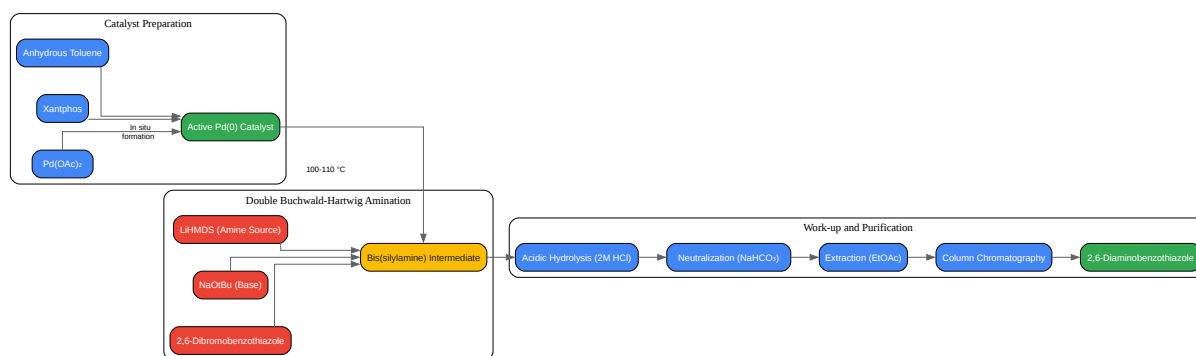 Catalyst Preparation
Anhydrous Toluene
Xantphos
In situ
formation
Active Pd(0) Catalyst
Pd(OAc)₂
100-110 °C
Double Buchwald-Hartwig Amination
LiHMDS (Amine Source)
NaOtBu (Base)
2,6-Dibromobenzothiazole
Bis(silylamine) Intermediate
Work-up and Purification
Acidic Hydrolysis (2M HCl)
Neutralization (NaHCO₃)
Extraction (EtOAc)
Column Chromatography
2,6-Diaminobenzothiazole